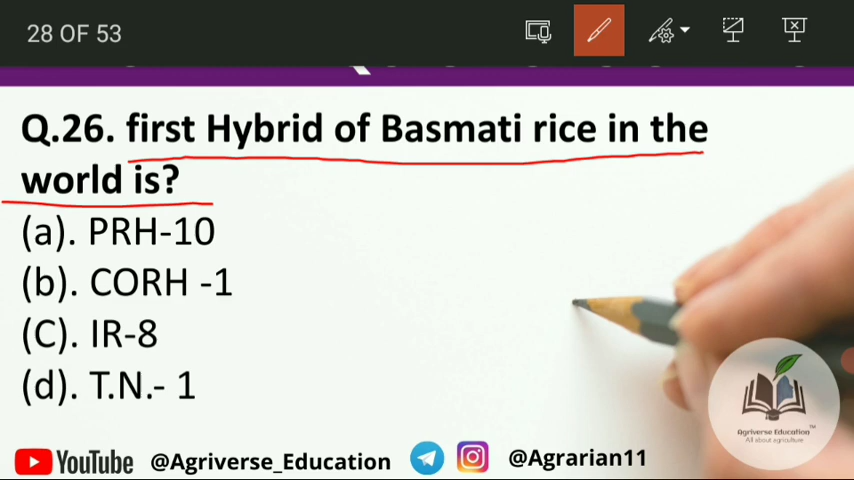 28 OF 53
Q.26. first Hybrid of Basmati rice in the
world is?
(a). PRH-10
(b). CORH -1
(C). IR-8
(d). T.N.- 1
Agriverse Education TM
All about agriculture
YouTube @Agriverse_Education @Agrarian11